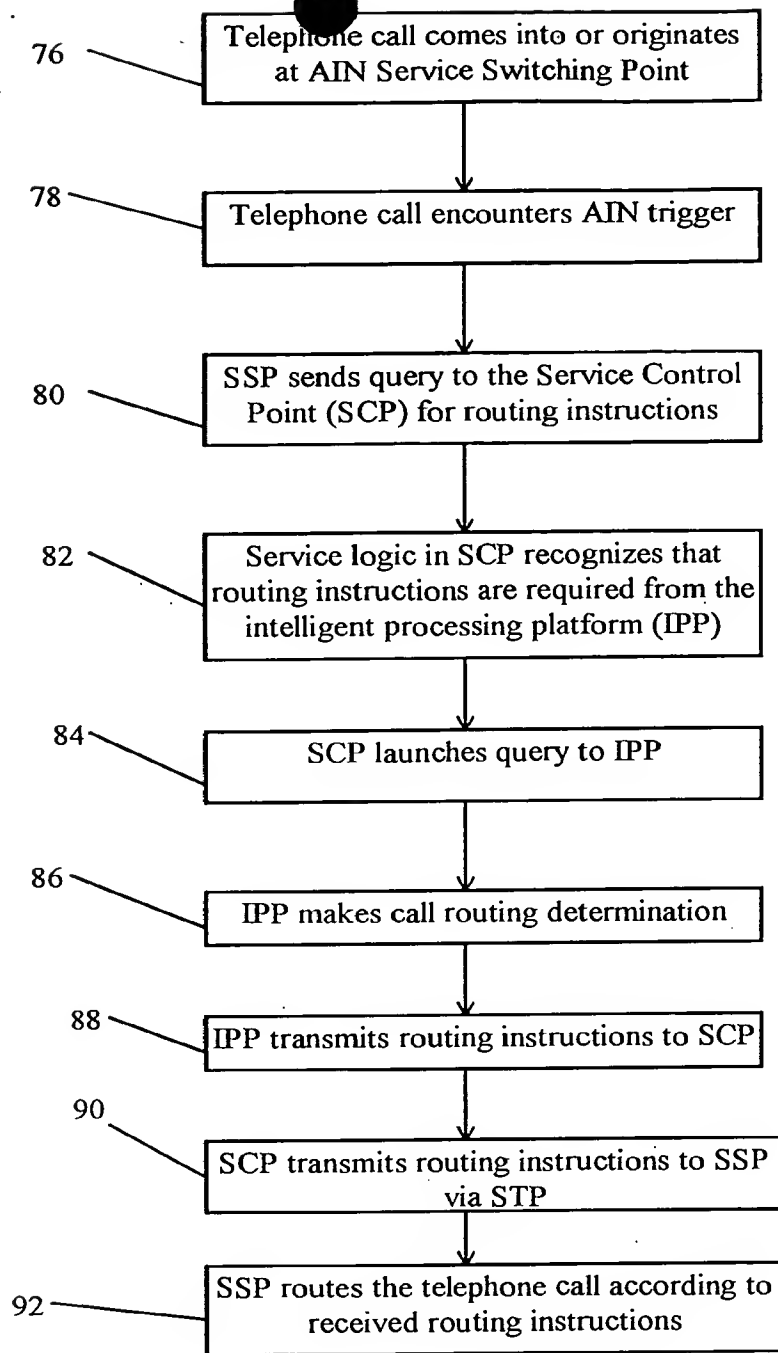 76
Telephone call comes into or originates
at AIN Service Switching Point
78
Telephone call encounters AIN trigger
80
SSP sends query to the Service Control
Point (SCP) for routing instructions
82
Service logic in SCP recognizes that
routing instructions are required from the
intelligent processing platform (IPP)
84
SCP launches query to IPP
86
IPP makes call routing determination
88
IPP transmits routing instructions to SCP
90
SCP transmits routing instructions to SSP
via STP
92
SSP routes the telephone call according to
received routing instructions